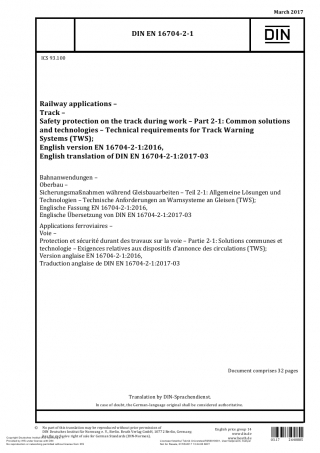 March 2017
DIN EN 16704-2-1
DIN
ICS 93.100
Railway applications –
Track –
Safety protection on the track during work – Part 2-1: Common solutions
and technologies – Technical requirements for Track Warning
Systems (TWS);
English version EN 16704-2-1:2016,
English translation of DIN EN 16704-2-1:2017-03
Bahnanwendungen –
Oberbau –
Sicherungsmaßnahmen während Gleisbauarbeiten – Teil 2-1: Allgemeine Lösungen und
Technologien – Technische Anforderungen an Warnsysteme an Gleisen (TWS);
Englische Fassung EN 16704-2-1:2016,
Englische Übersetzung von DIN EN 16704-2-1:2017-03
Applications ferroviaires –
Voie –
Protection et sécurité durant des travaux sur la voie – Partie 2-1: Solutions communes et
technologie – Exigences relatives aux dispositifs d'annonce des circulations (TWS);
Version anglaise EN 16704-2-1:2016,
Traduction anglaise de DIN EN 16704-2-1:2017-03
Document comprises 32 pages
Translation by DIN-Sprachendienst.
In case of doubt, the German-language original shall be considered authoritative.
No part of this translation may be reproduced without prior permission of
DIN Deutsches Institut für Normung e. V., Berlin. Beuth Verlag GmbH, 10772 Berlin, Germany,
has the exclusive right of sale for German Standards (DIN-Normen).
English price group 14
www.din.de
www.beuth.de